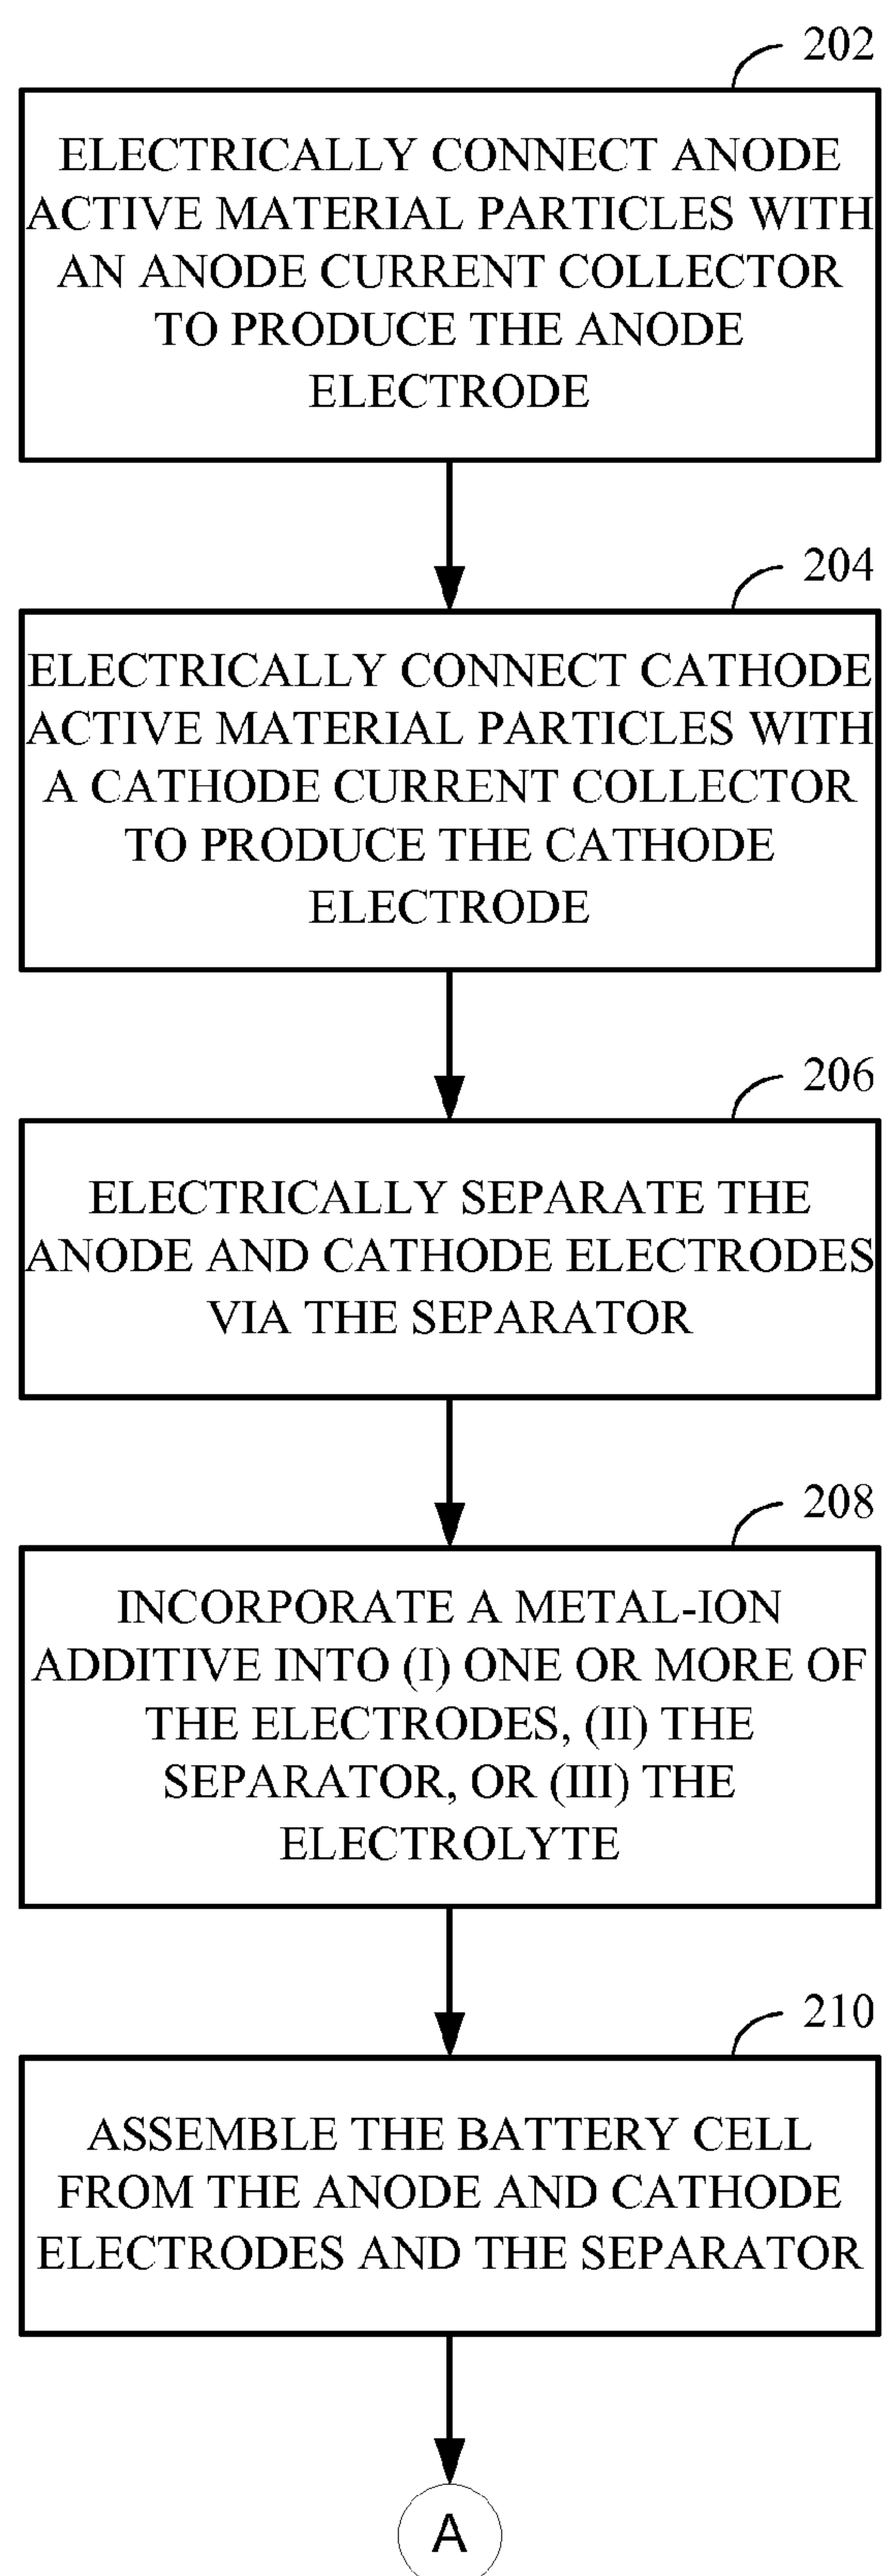 202
ELECTRICALLY CONNECT ANODE
ACTIVE MATERIAL PARTICLES WITH
AN ANODE CURRENT COLLECTOR
TO PRODUCE THE ANODE
ELECTRODE
204
ELECTRICALLY CONNECT CATHODE
ACTIVE MATERIAL PARTICLES WITH
A CATHODE CURRENT COLLECTOR
TO PRODUCE THE CATHODE
ELECTRODE
206
ELECTRICALLY SEPARATE THE
ANODE AND CATHODE ELECTRODES
VIA THE SEPARATOR
208
INCORPORATE A METAL-ION
ADDITIVE INTO (I) ONE OR MORE OF
THE ELECTRODES, (II) THE
SEPARATOR, OR (III) THE
ELECTROLYTE
210
ASSEMBLE THE BATTERY CELL
FROM THE ANODE AND CATHODE
ELECTRODES AND THE SEPARATOR
A